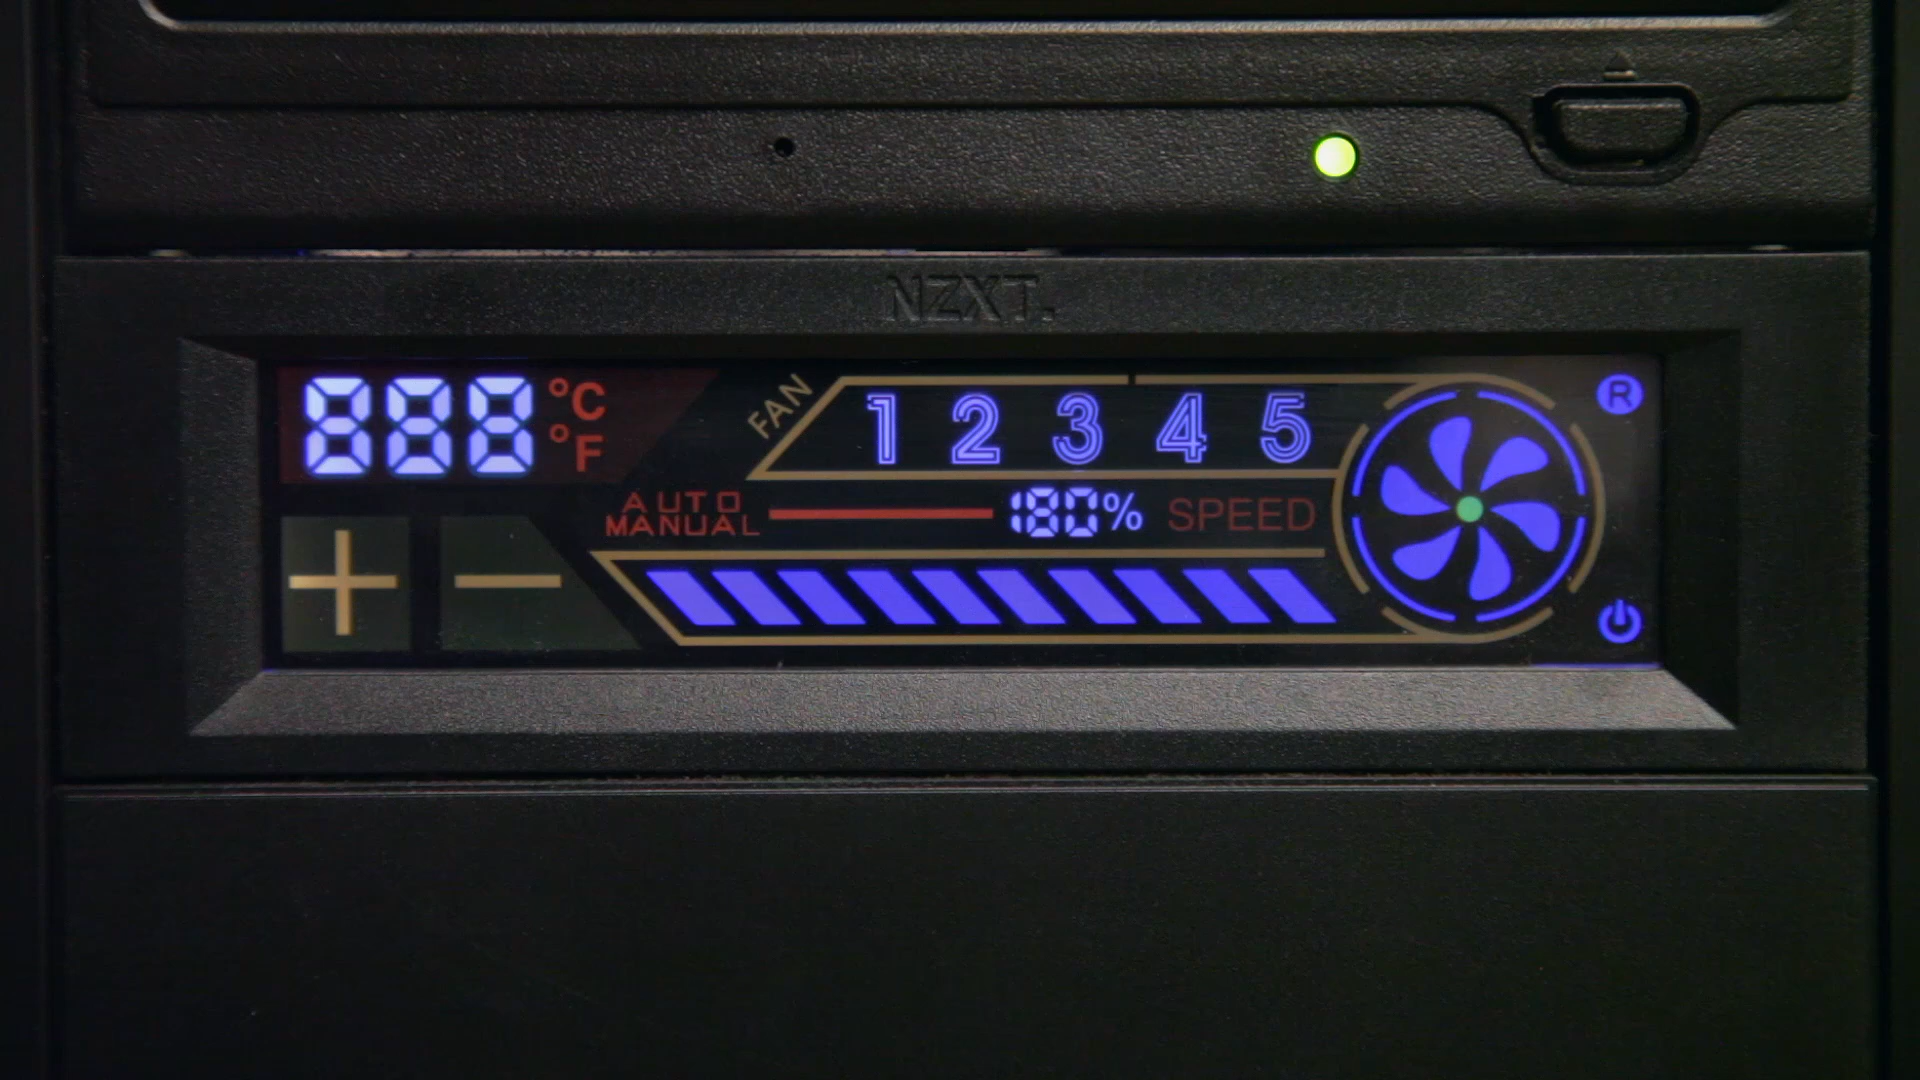 NZXT.
888 °C
°F
FAN 1 2 3 4 5
R
AUTO
MANUAL
180% SPEED